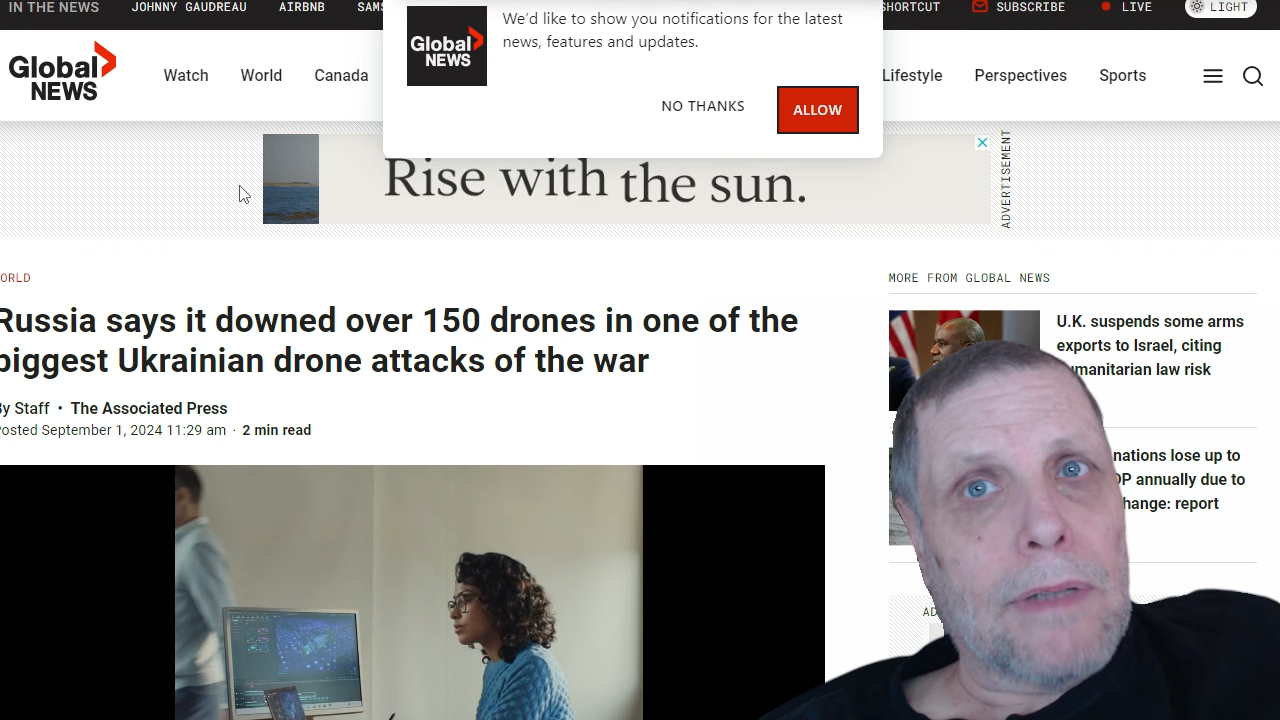 IN THE NEWS JOHNNY GAUDREAU AIRBNB SAMS SHORTCUT SUBSCRIBE LIVE LIGHT
Global NEWS
We'd like to show you notifications for the latest
news, features and updates.
NO THANKS ALLOW
Global NEWS
Watch World Canada Lifestyle Perspectives Sports
Rise with the sun.
ADVERTISEMENT
ORLD
Russia says it downed over 150 drones in one of the
biggest Ukrainian drone attacks of the war
By Staff • The Associated Press
Posted September 1, 2024 11:29 am · 2 min read
MORE FROM GLOBAL NEWS
U.K. suspends some arms
exports to Israel, citing
umanitarian law risk
nations lose up to
DP annually due to
hange: report
AD